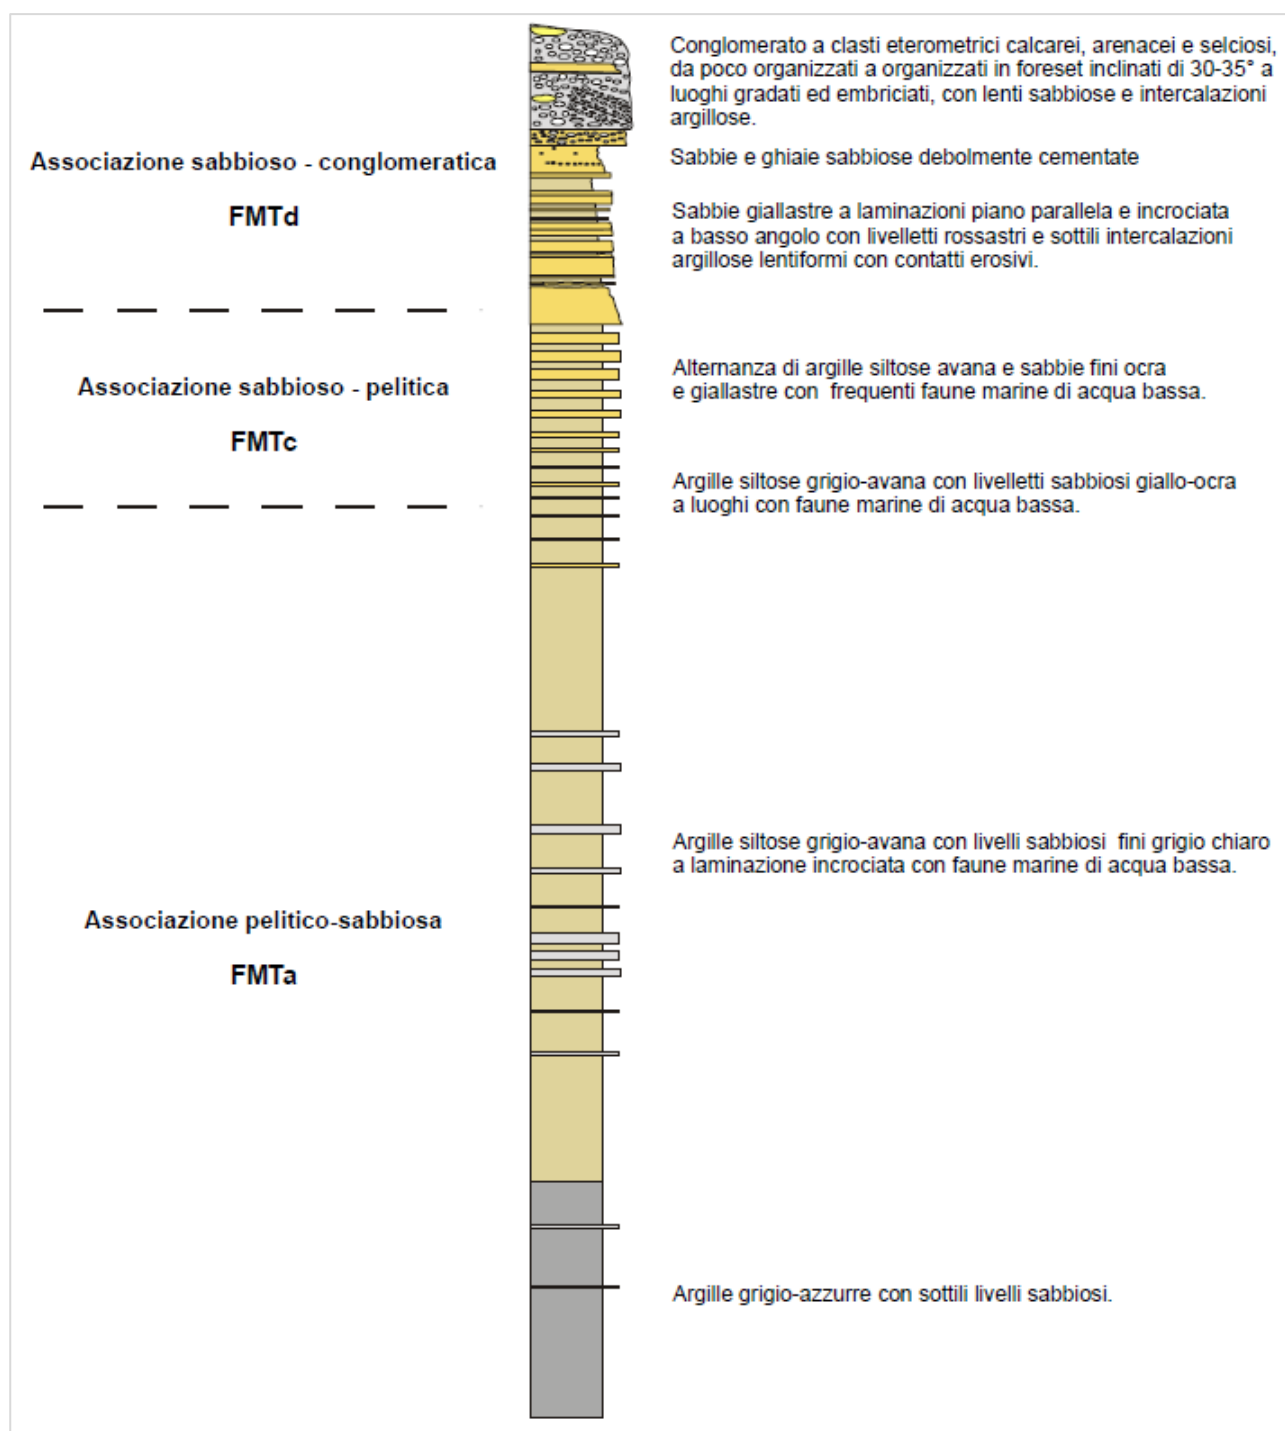 Conglomerato a clasti eterometrici calcarei, arenacei e selciosi,
da poco organizzati a organizzati in foreset inclinati di 30-35° a
luoghi gradati ed embriciati, con lenti sabbiose e intercalazioni
argillose.
Associazione sabbioso - conglomeratica
FMTd
Sabbie e ghiaie sabbiose debolmente cementate
Sabbie giallastre a laminazioni piano parallela e incrociata
a basso angolo con livelletti rossastri e sottili intercalazioni
argillose lentiformi con contatti erosivi.
Associazione sabbioso - pelitica
FMTc
Alternanza di argille siltose avana e sabbie fini ocra
e giallastre con frequenti faune marine di acqua bassa.
Argille siltose grigio-avana con livelletti sabbiosi giallo-ocra
a luoghi con faune marine di acqua bassa.
Argille siltose grigio-avana con livelli sabbiosi fini grigio chiaro
a laminazione incrociata con faune marine di acqua bassa.
Associazione pelitico-sabbiosa
FMTa
Argille grigio-azzurre con sottili livelli sabbiosi.